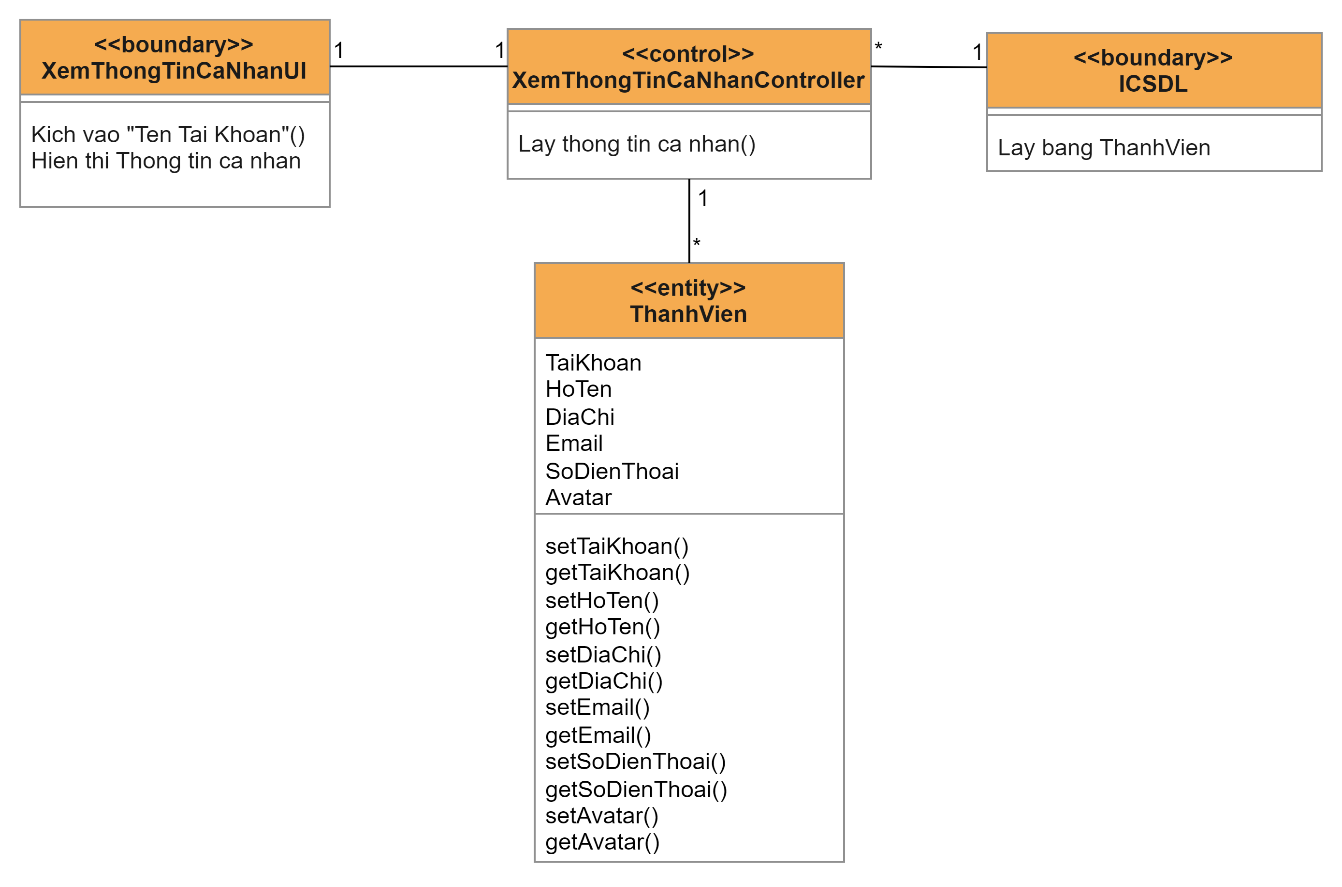 <<boundary>>
XemThongTinCaNhanUI
Kich vao "Ten Tai Khoan"()
Hien thi Thong tin ca nhan
1
1
<<control>>
XemThongTinCaNhanController
Lay thong tin ca nhan()
*
1
<<boundary>>
ICSDL
Lay bang ThanhVien
1
*
<<entity>>
ThanhVien
TaiKhoan
HoTen
DiaChi
Email
SoDienThoai
Avatar
setTaiKhoan()
getTaiKhoan()
setHoTen()
getHoTen()
setDiaChi()
getDiaChi()
setEmail()
getEmail()
setSoDienThoai()
getSoDienThoai()
setAvatar()
getAvatar()